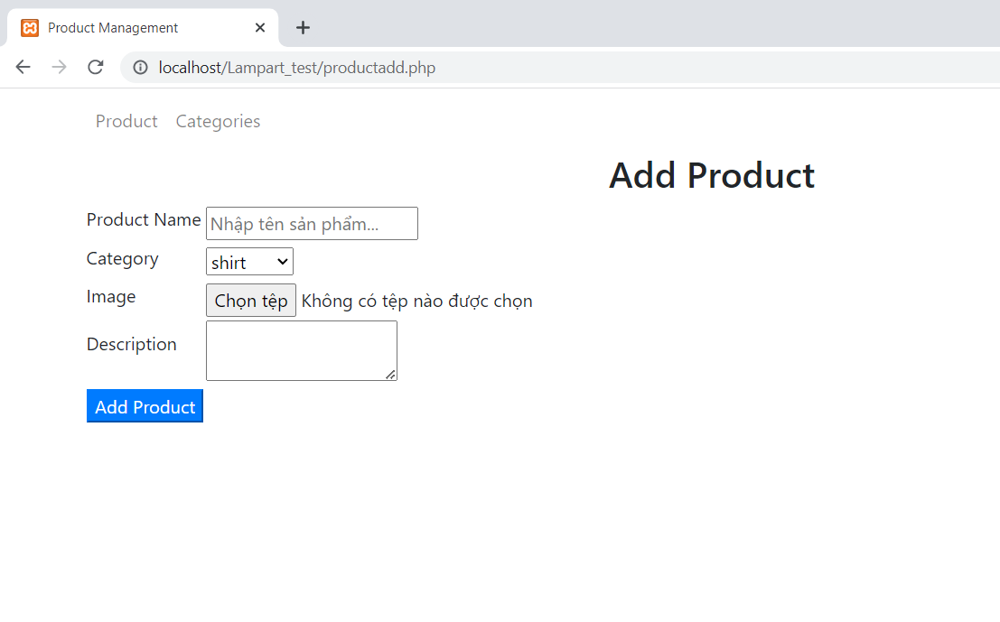 Product Management
localhost/Lampart_test/productadd.php
Product Categories
Add Product
Product Name Nhập tên sản phẩm...
Category shirt
Image Chọn tệp Không có tệp nào được chọn
Description
Add Product